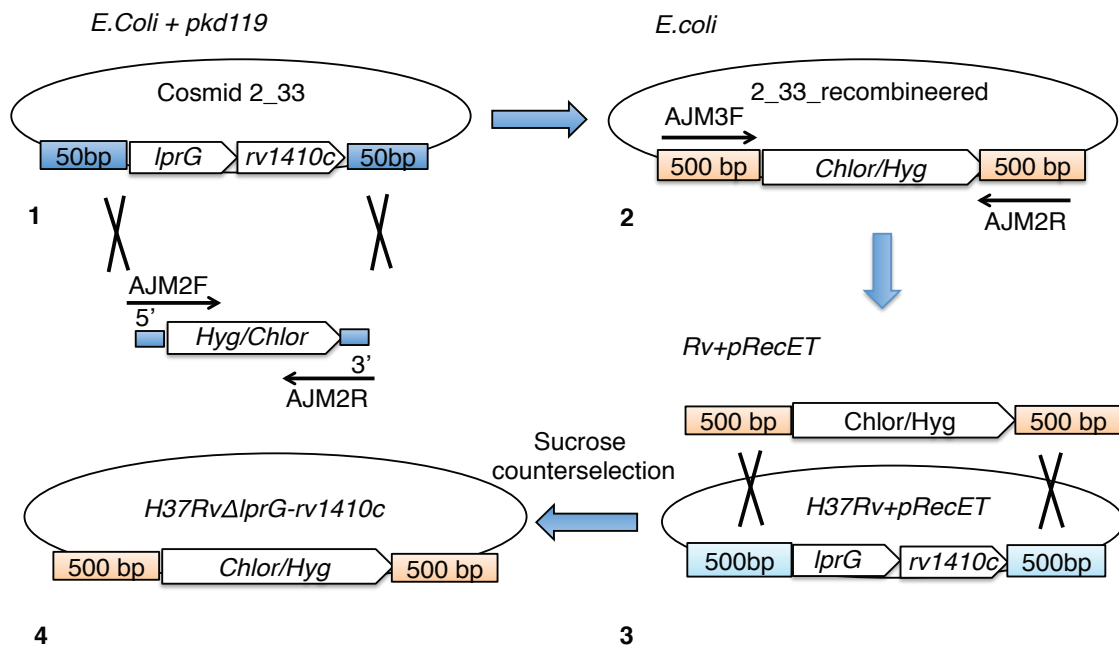 E.Coli + pkd119
Cosmid 2_33
50bp lprG rv1410c 50bp
1
AJM2F
5'
Hyg/Chlor
3'
AJM2R
E.coli
2_33_recombineered
AJM3F
500 bp Chlor/Hyg 500 bp
2
AJM2R
Rv+pRecET
500 bp Chlor/Hyg 500 bp
H37Rv+pRecET
500bp lprG rv1410c 500bp
3
Sucrose
counterselection
H37RvΔlprG-rv1410c
500 bp Chlor/Hyg 500 bp
4